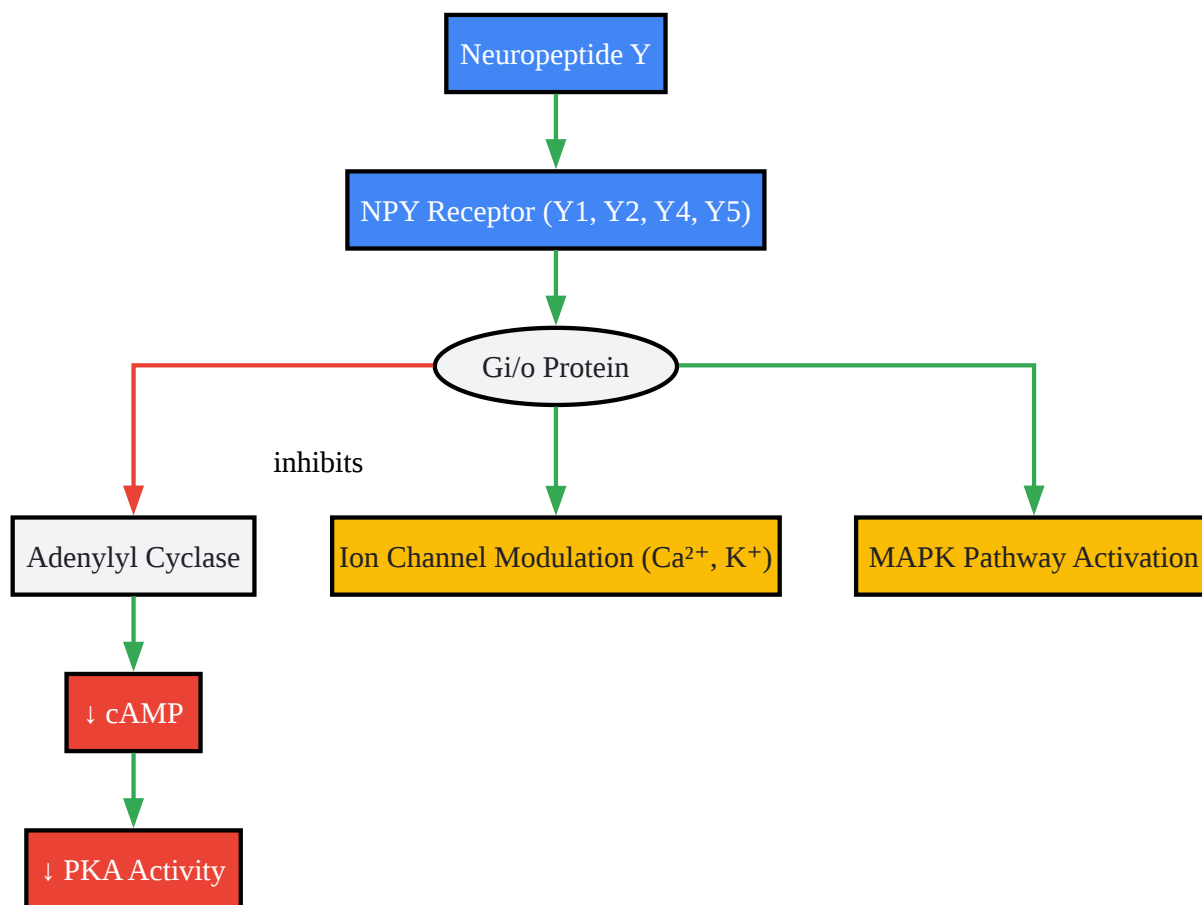 Neuropeptide Y
NPY Receptor (Y1, Y2, Y4, Y5)
Gi/o Protein
inhibits
Adenylyl Cyclase
Ion Channel Modulation (Ca²⁺, K⁺)
MAPK Pathway Activation
↓ cAMP
↓ PKA Activity